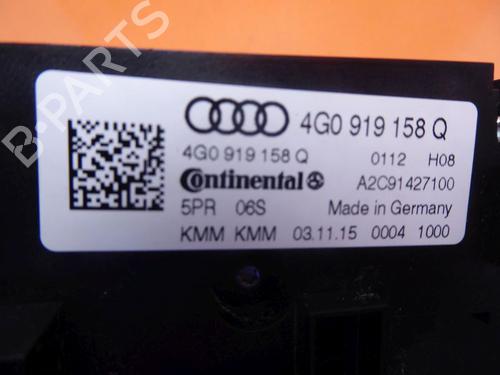 4G0 919 158 Q
4G0 919 158 Q 0112 H08
Continental A2C91427100
5PR 06S Made in Germany
KMM KMM 03.11.15 0004 1000
B-PARTS